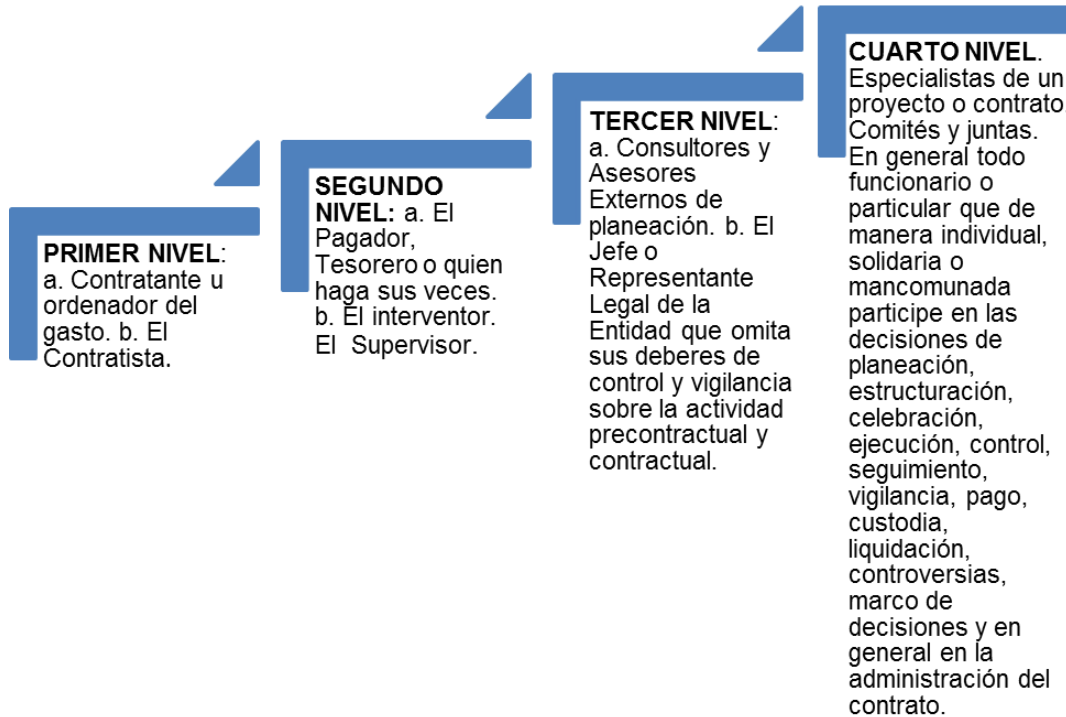 PRIMER NIVEL:
a. Contratante u
ordenador del
gasto. b. El
Contratista.
SEGUNDO
NIVEL: a. El
Pagador,
Tesorero o quien
haga sus veces.
b. El interventor.
El Supervisor.
TERCER NIVEL:
a. Consultores y
Asesores
Externos de
planeación. b. El
Jefe o
Representante
Legal de la
Entidad que omita
sus deberes de
control y vigilancia
sobre la actividad
precontractual y
contractual.
CUARTO NIVEL.
Especialistas de un
proyecto o contrato.
Comités y juntas.
En general todo
funcionario o
particular que de
manera individual,
solidaria o
mancomunada
participe en las
decisiones de
planeación,
estructuración,
celebración,
ejecución, control,
seguimiento,
vigilancia, pago,
custodia,
liquidación,
controversias,
marco de
decisiones y en
general en la
administración del
contrato.